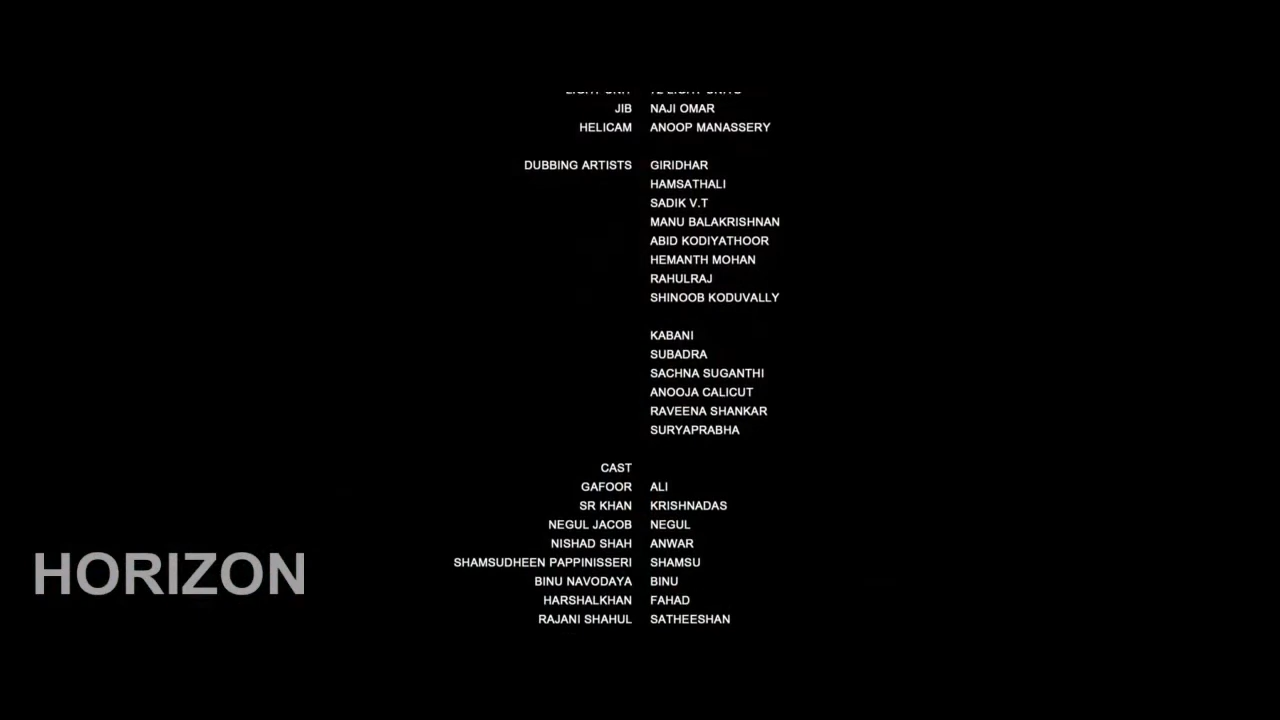 JIB NAJI OMAR
HELICAM ANOOP MANASSERY
DUBBING ARTISTS GIRIDHAR
HAMSATHALI
SADIK V.T
MANU BALAKRISHNAN
ABID KODIYATHOOR
HEMANTH MOHAN
RAHULRAJ
SHINOOB KODUVALLY
KABANI
SUBADRA
SACHNA SUGANTHI
ANOOJA CALICUT
RAVEENA SHANKAR
SURYAPRABHA
CAST
GAFOOR ALI
SR KHAN KRISHNADAS
NEGUL JACOB NEGUL
NISHAD SHAH ANWAR
SHAMSUDHEEN PAPPINISSERI SHAMSU
BINU NAVODAYA BINU
HARSHALKHAN FAHAD
RAJANI SHAHUL SATHEESHAN
HORIZON